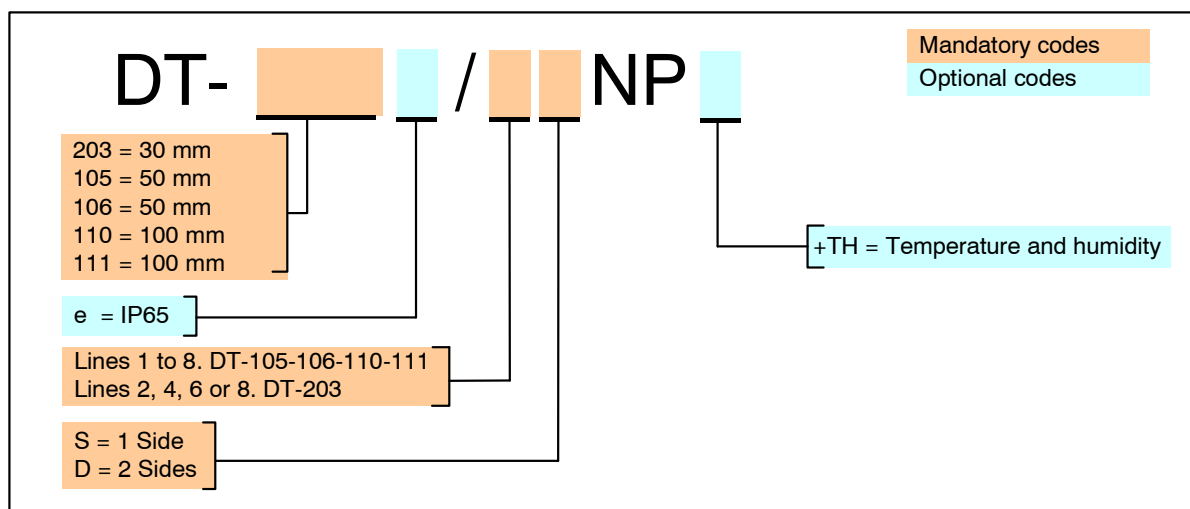 DT- / NP
Mandatory codes
Optional codes
203 = 30 mm
105 = 50 mm
106 = 50 mm
110 = 100 mm
111 = 100 mm
+TH = Temperature and humidity
e = IP65
Lines 1 to 8. DT-105-106-110-111
Lines 2, 4, 6 or 8. DT-203
S = 1 Side
D = 2 Sides